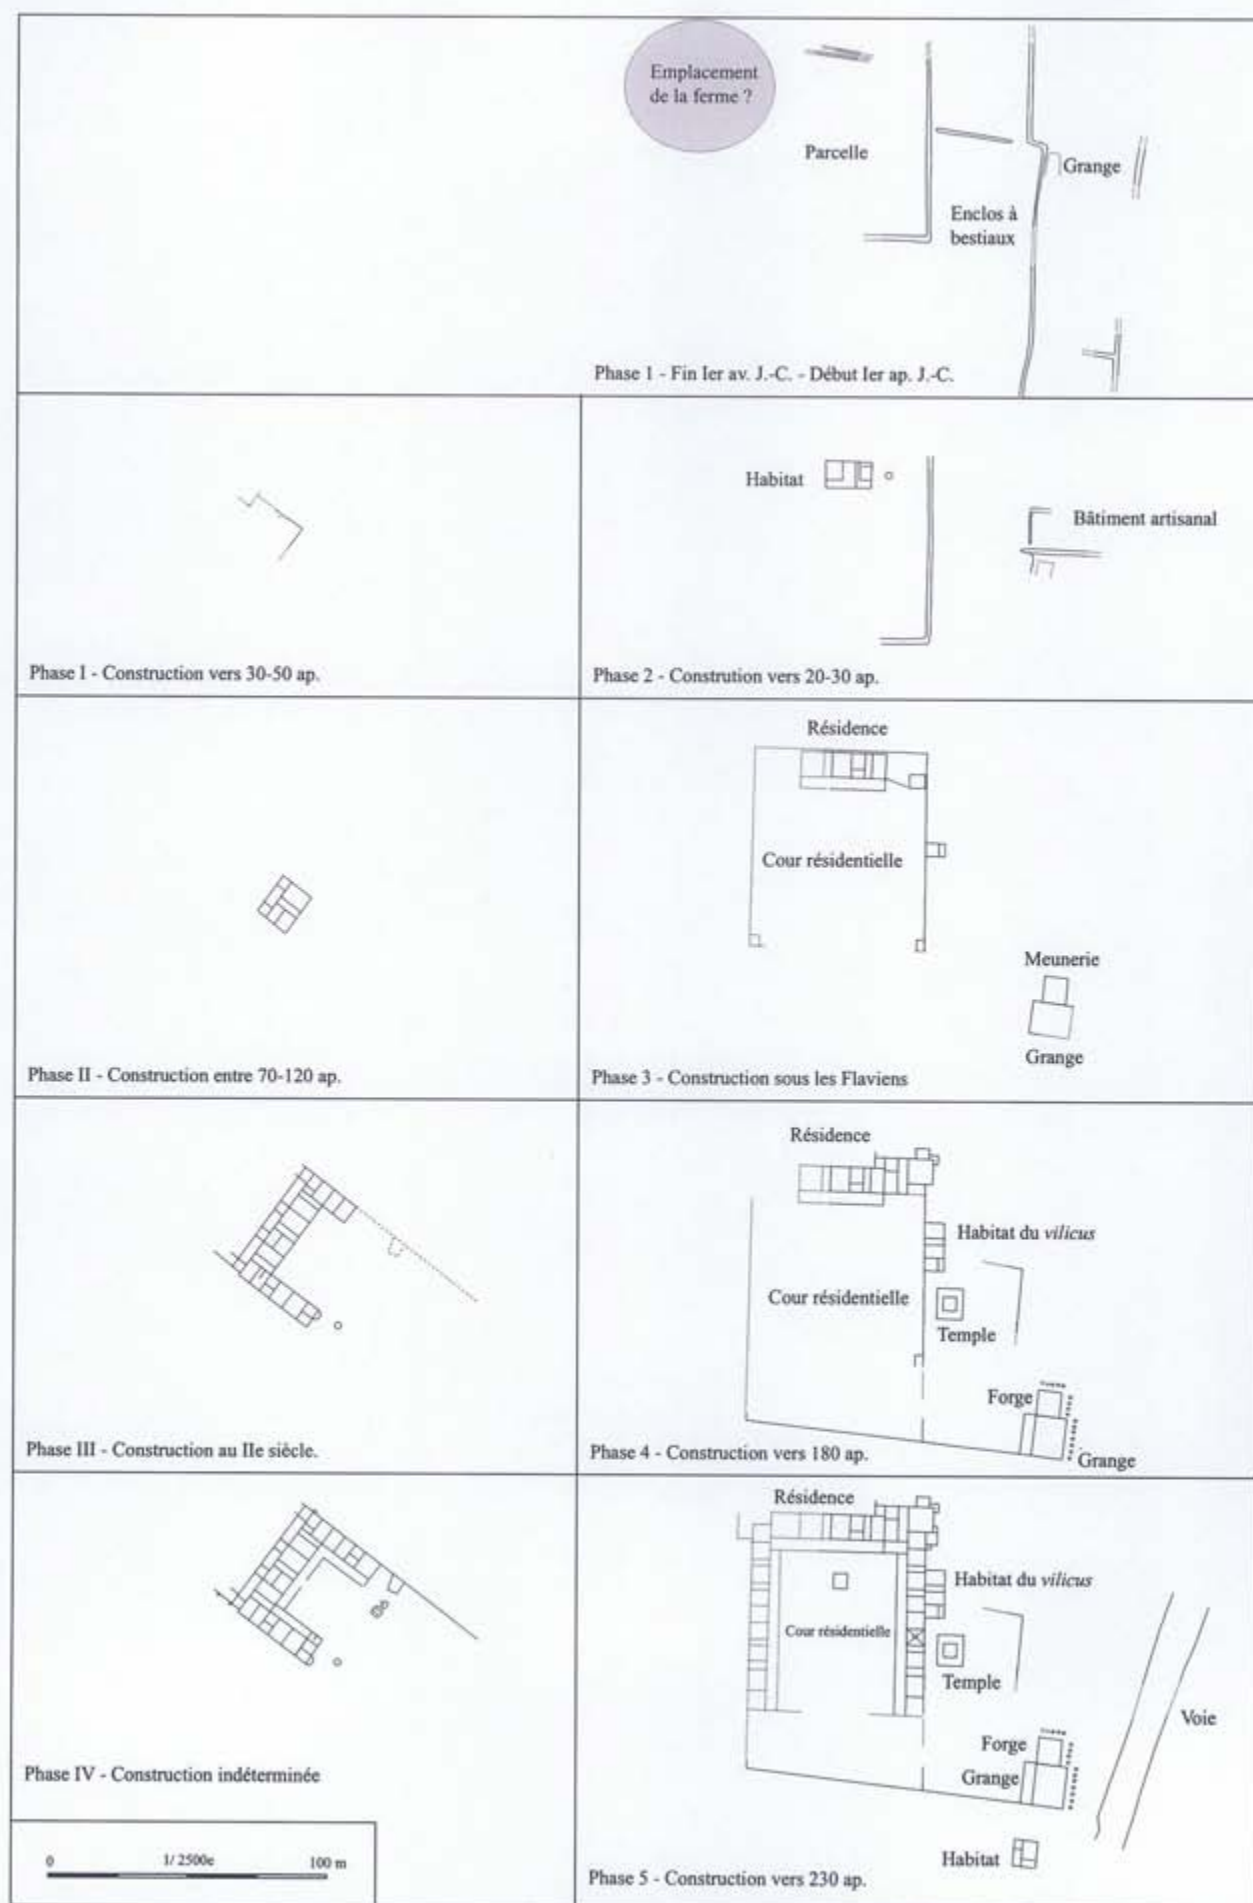 Emplacement
de la ferme ?
Parcelle
Grange
Enclos à
bestiaux
Phase 1 - Fin Ier av. J.-C. - Début Ier ap. J.-C.
Phase I - Construction vers 30-50 ap.
Habitat
Bâtiment artisanal
Phase 2 - Constrution vers 20-30 ap.
Phase II - Construction entre 70-120 ap.
Résidence
Cour résidentielle
Meunerie
Grange
Phase 3 - Construction sous les Flaviens
Phase III - Construction au IIe siècle.
Résidence
Habitat du vilicus
Cour résidentielle
Temple
Forge
Grange
Phase 4 - Construction vers 180 ap.
Phase IV - Construction indéterminée
0 1/ 2500e 100 m
Résidence
Habitat du vilicus
Cour résidentielle
Temple
Voie
Forge
Grange
Habitat
Phase 5 - Construction vers 230 ap.